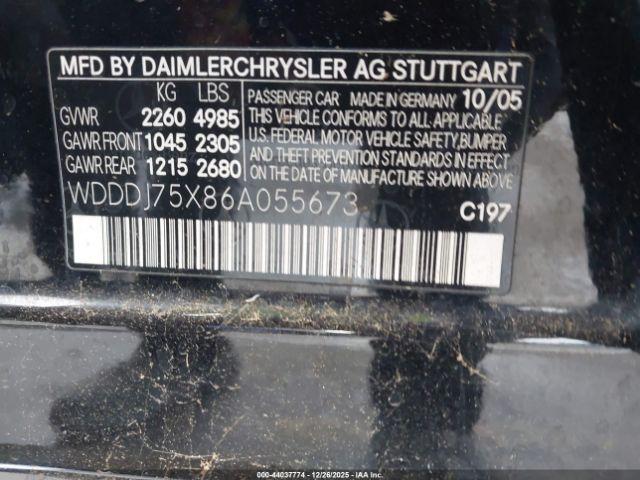 MFD BY DAIMLERCHRYSLER AG STUTTGART
KG LBS
GVWR 2260 4985
GAWR FRONT 1045 2305
GAWR REAR 1215 2680
PASSENGER CAR MADE IN GERMANY 10/05
THIS VEHICLE CONFORMS TO ALL APPLICABLE
U.S. FEDERAL MOTOR VEHICLE SAFETY, BUMPER
AND THEFT PREVENTION STANDARDS IN EFFECT
ON THE DATE OF MANUFACTURE SHOWN ABOVE
WDDDJ75X86A055673
C197
000-44037774 | 12/26/2025 | IAA, Inc.